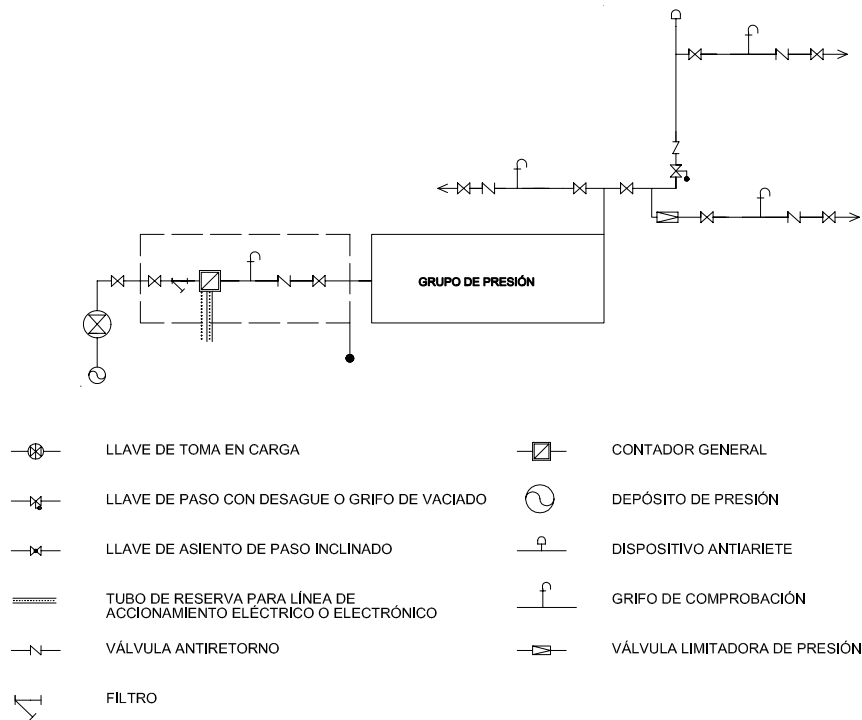 GRUPO DE PRESIÓN
LLAVE DE TOMA EN CARGA
CONTADOR GENERAL
LLAVE DE PASO CON DESAGUE O GRIFO DE VACIADO
DEPÓSITO DE PRESIÓN
LLAVE DE ASIENTO DE PASO INCLINADO
DISPOSITIVO ANTIARIETE
TUBO DE RESERVA PARA LÍNEA DE
ACCIONAMIENTO ELÉCTRICO O ELECTRÓNICO
GRIFO DE COMPROBACIÓN
VÁLVULA ANTIRETORNO
VÁLVULA LIMITADORA DE PRESIÓN
FILTRO